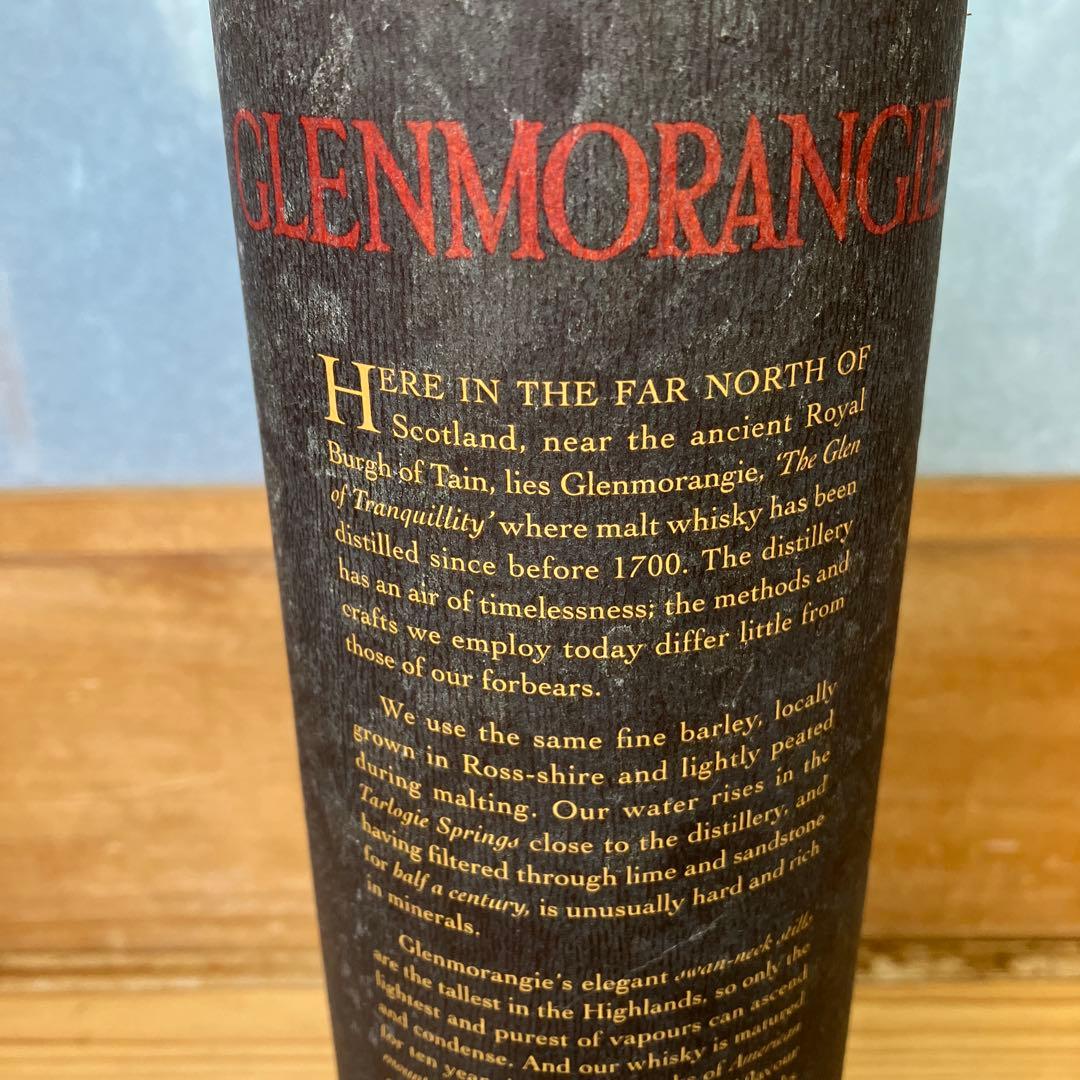 GLENMORANGIE
HERE IN THE FAR NORTH OF
Scotland, near the ancient Royal
Burgh of Tain, lies Glenmorangie, ‘The Glen
of Tranquillity’ where malt whisky has been
distilled since before 1700. The distillery
has an air of timelessness; the methods and
crafts we employ today differ little from
those of our forbears.
We use the same fine barley, locally
grown in Ross-shire and lightly peated
during malting. Our water rises in the
Tarlogie Springs close to the distillery, and
having filtered through lime and sandstone
for half a century, is unusually hard and rich
in minerals.
Glenmorangie's elegant swan-neck stills
are the tallest in the Highlands, so only the
lightest and purest of vapours can ascend
and condense. And our whisky is matured
for ten of American
flavour